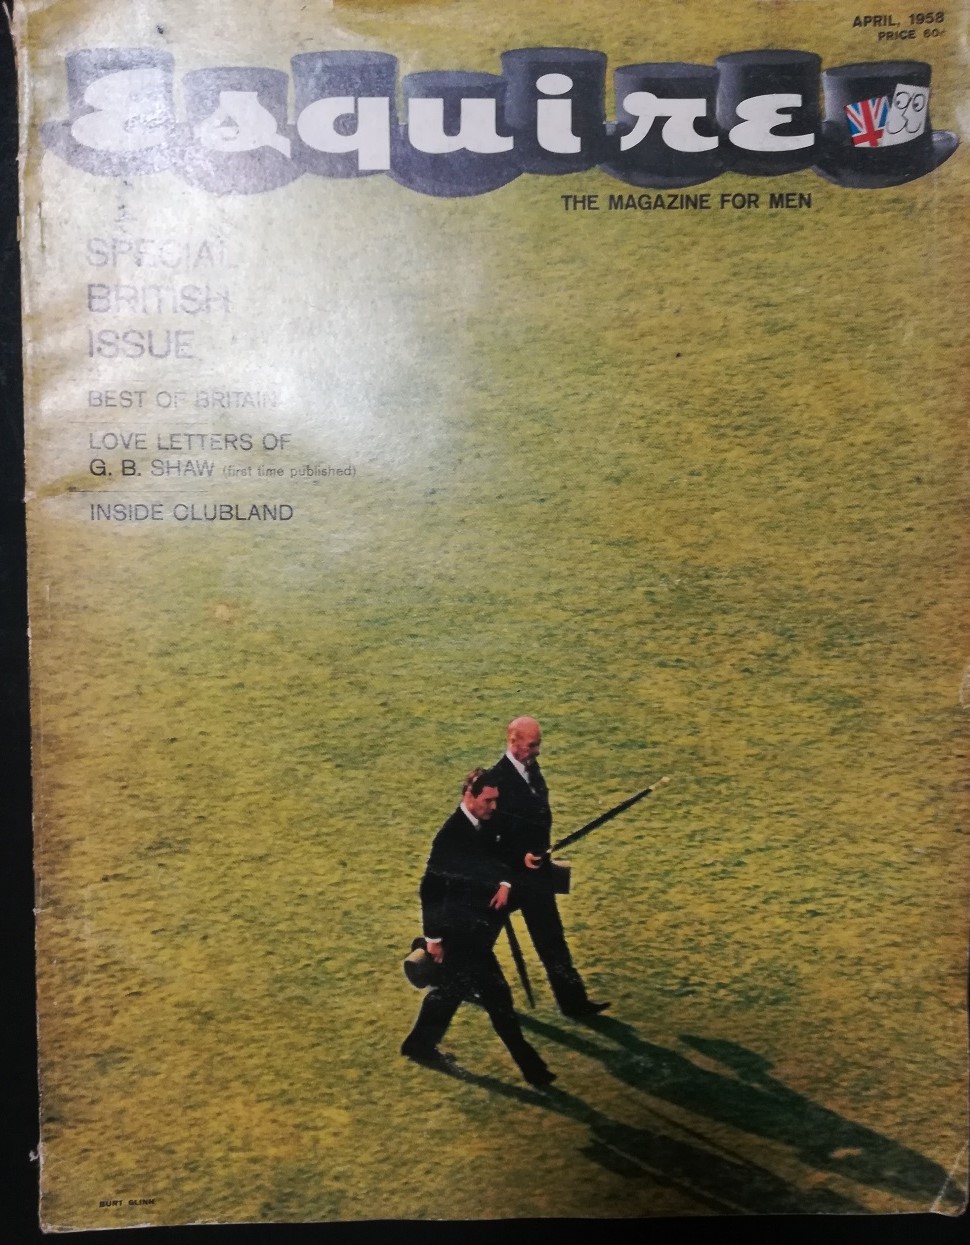 APRIL, 1958
PRICE 60¢
Esquire
THE MAGAZINE FOR MEN
SPECIAL
BRITISH
ISSUE
BEST OF BRITAIN
LOVE LETTERS OF
G. B. SHAW (first time published)
INSIDE CLUBLAND
BURT GLINN